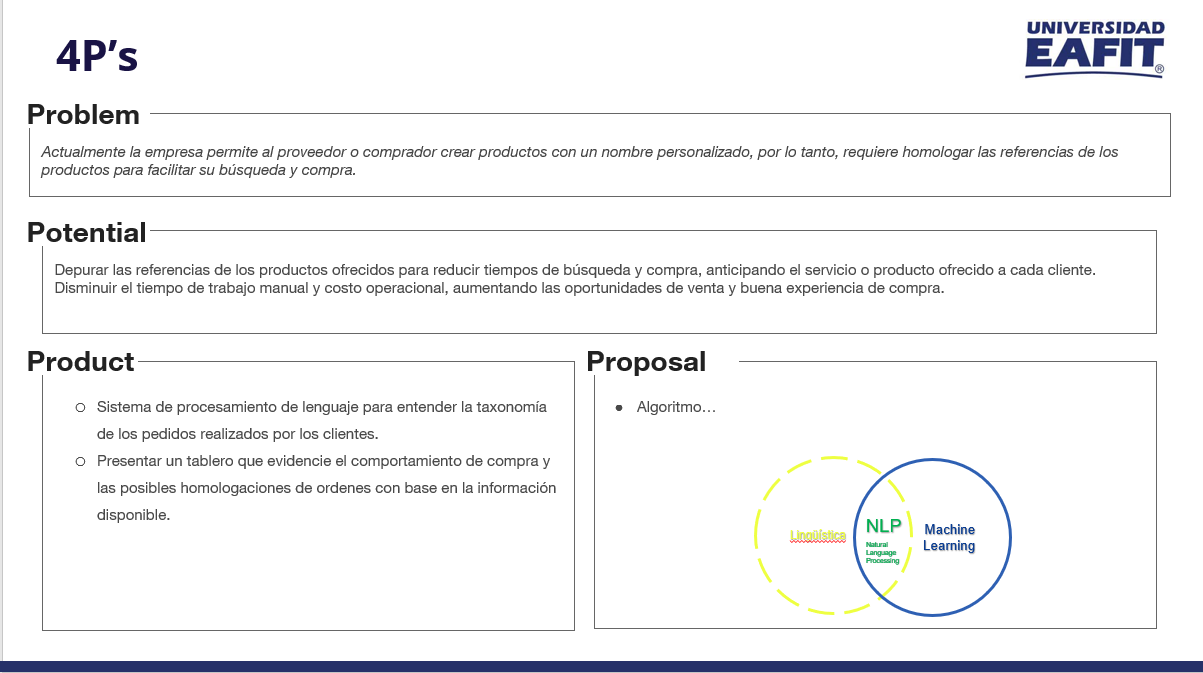 4P’s
UNIVERSIDAD
EAFIT®
Problem
Actualmente la empresa permite al proveedor o comprador crear productos con un nombre personalizado, por lo tanto, requiere homologar las referencias de los
productos para facilitar su búsqueda y compra.
Potential
Depurar las referencias de los productos ofrecidos para reducir tiempos de búsqueda y compra, anticipando el servicio o producto ofrecido a cada cliente.
Disminuir el tiempo de trabajo manual y costo operacional, aumentando las oportunidades de venta y buena experiencia de compra.
Product
○ Sistema de procesamiento de lenguaje para entender la taxonomía
de los pedidos realizados por los clientes.
○ Presentar un tablero que evidencie el comportamiento de compra y
las posibles homologaciones de ordenes con base en la información
disponible.
Proposal
● Algoritmo…
Lingüística
NLP
Natural
Language
Processing
Machine
Learning